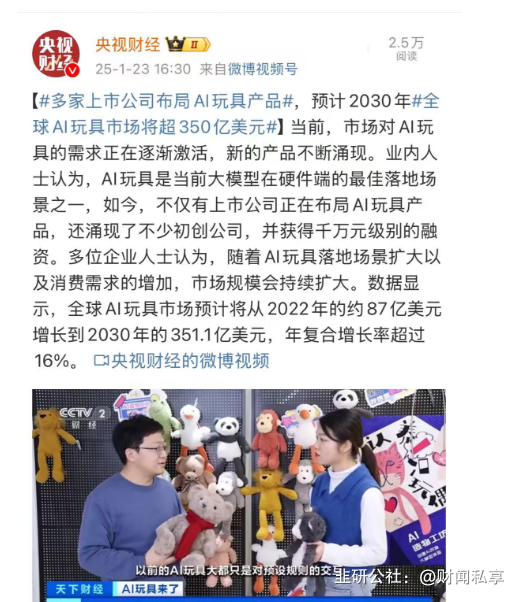 央视财经 II
2.5万
阅读
央视
财经
25-1-23 16:30 来自微博视频号
【#多家上市公司布局AI玩具产品，预计2030年#全
球AI玩具市场将超350亿美元#】当前，市场对AI玩
具的需求正在逐渐激活，新的产品不断涌现。业内人
士认为，AI玩具是当前大模型在硬件端的最佳落地场
景之一，如今，不仅有上市公司正在布局AI玩具产
品，还涌现了不少初创公司，并获得千万元级别的融
资。多位企业人士认为，随着AI玩具落地场景扩大以
及消费需求的增加，市场规模会持续扩大。数据显
示，全球AI玩具市场预计将从2022年的约87亿美元
增长到2030年的351.1亿美元，年复合增长率超过
16%。 央视财经的微博视频
CCTV 2
财经
AI
以前的AI玩具大都只是对预设规则的交互
韭研公社：@财闻私享
天下财经 AI玩具来了